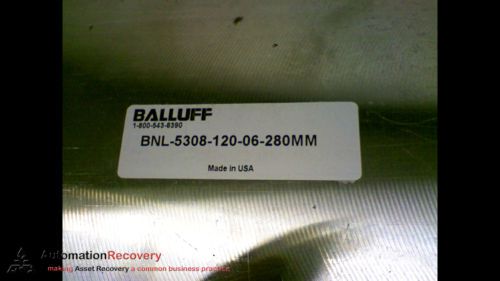 BALLUFF
1-800-543-8390
BNL-5308-120-06-280MM
Made in USA
AutomationRecovery
making Asset Recovery a common business practice